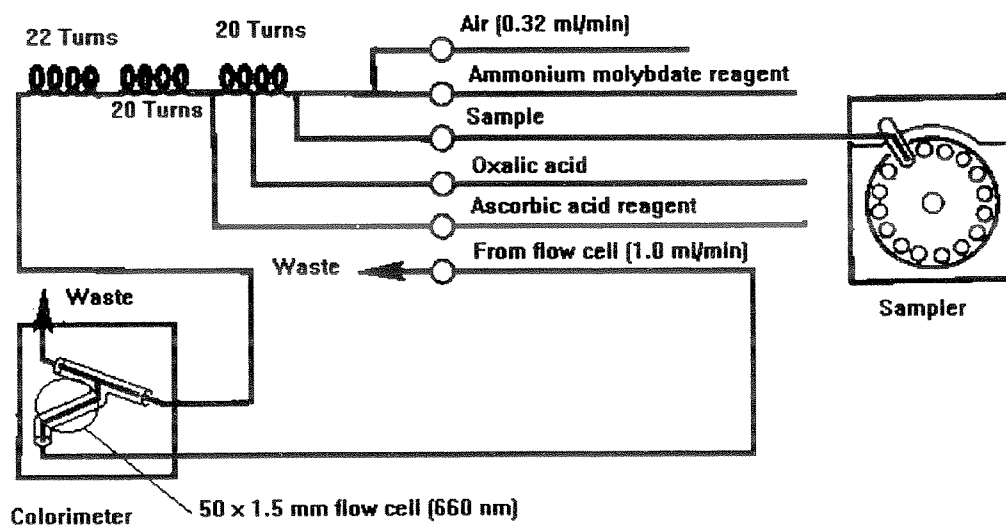 Air (0.32 ml/min)
22 Turns
20 Turns
Ammonium molybdate reagent
20 Turns
Sample
Oxalic acid
Ascorbic acid reagent
From flow cell (1.0 ml/min)
Waste
Waste
Sampler
50 x 1.5 mm flow cell (660 nm)
Colorimeter